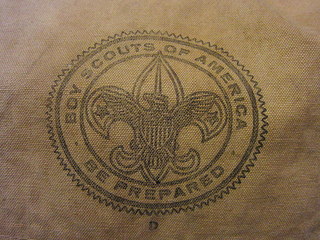 BOY SCOUTS OF AMERICA
· BE PREPARED ·
D